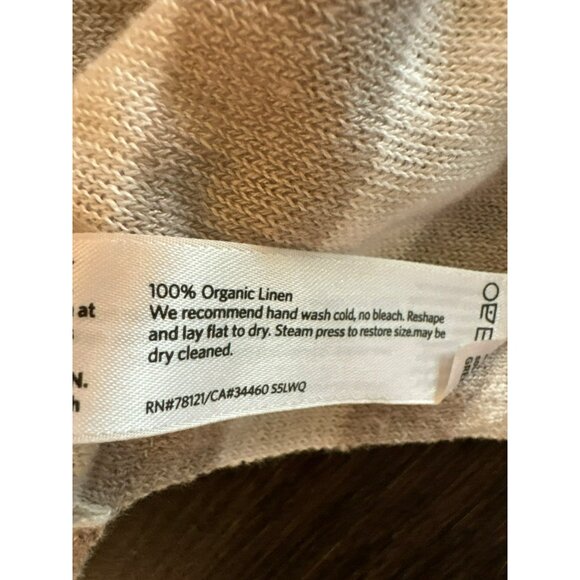 100% Organic Linen
We recommend hand wash cold, no bleach. Reshape
and lay flat to dry. Steam press to restore size.may be
dry cleaned.
RN#78121/CA#34460 S5LWQ
at
N.